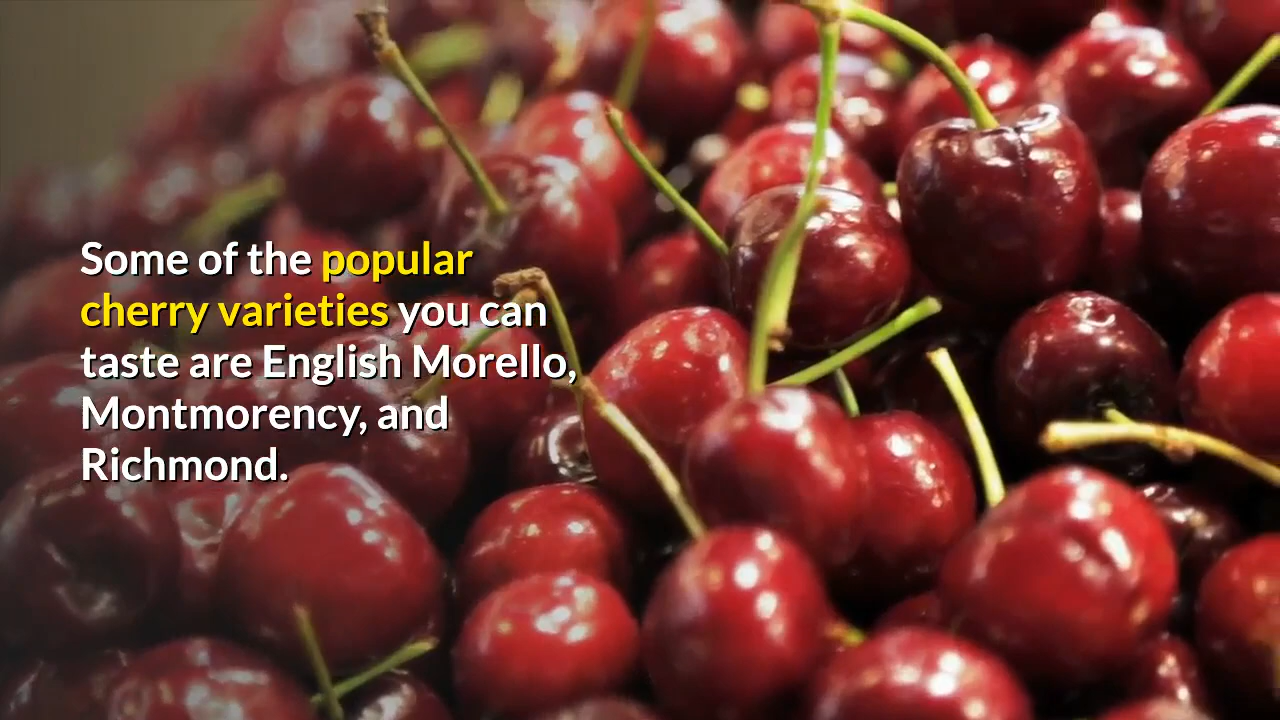 Some of the popular
cherry varieties you can
taste are English Morello,
Montmorency, and
Richmond.